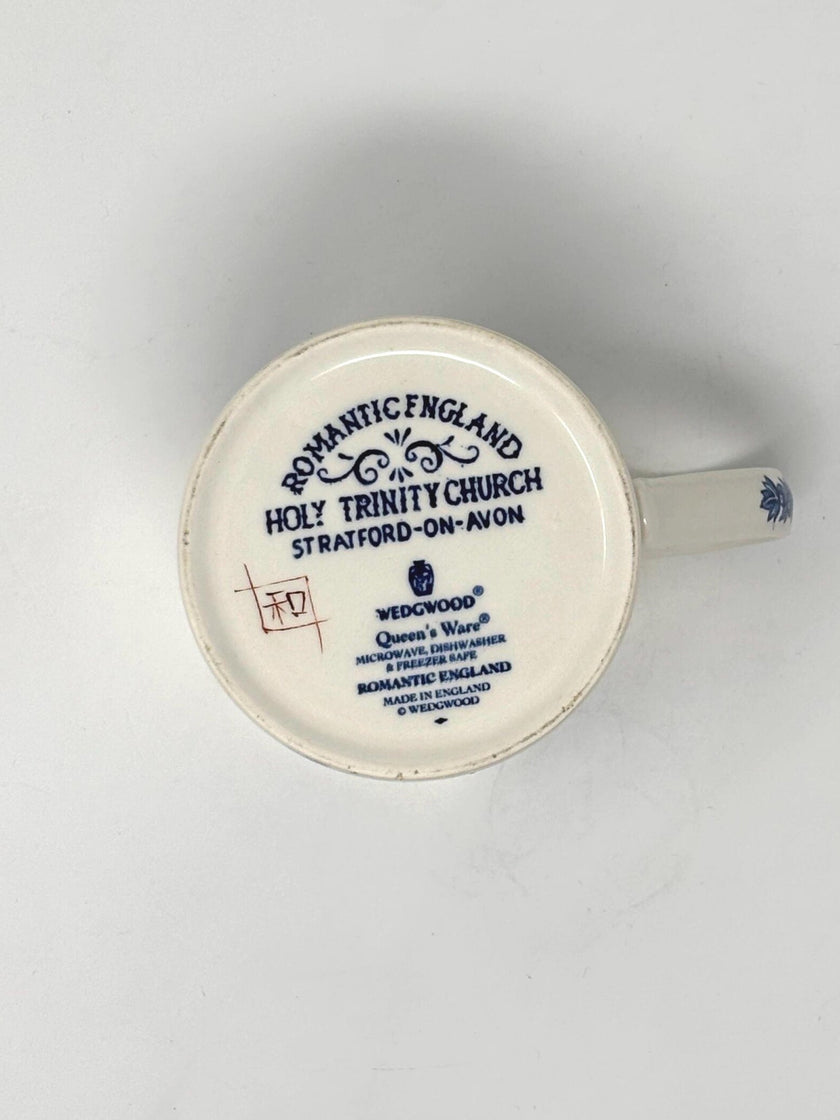 ROMANTIC ENGLAND
HOLY TRINITY CHURCH
STRATFORD-ON-AVON
和
WEDGWOOD®
Queen's Ware®
MICROWAVE, DISHWASHER
& FREEZER SAFE
ROMANTIC ENGLAND
MADE IN ENGLAND
© WEDGWOOD